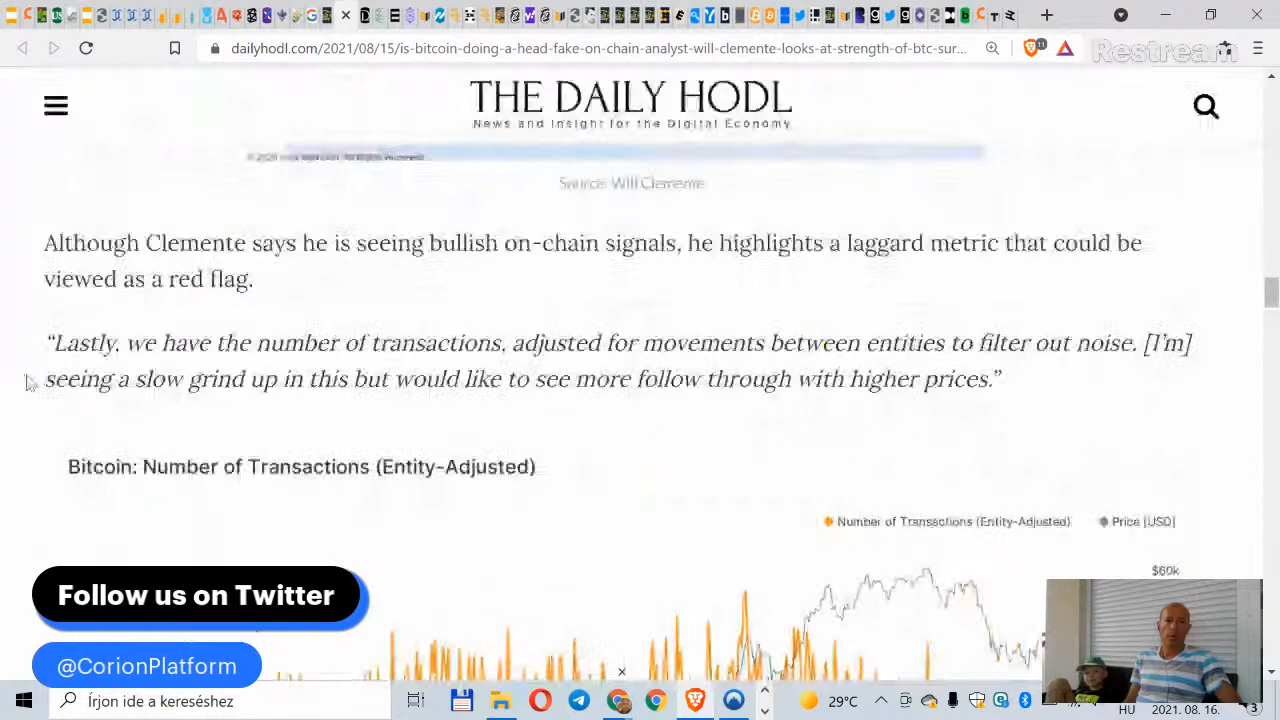 dailyhodl.com/2021/08/15/is-bitcoin-doing-a-head-fake-on-chain-analyst-will-clemente-looks-at-strength-of-btc-sur...
11
Restream
THE DAILY HODL
News and Insight for the Digital Economy
Source: Will Clemente
Although Clemente says he is seeing bullish on-chain signals, he highlights a laggard metric that could be
viewed as a red flag.
“Lastly, we have the number of transactions, adjusted for movements between entities to filter out noise. [I’m]
seeing a slow grind up in this but would like to see more follow through with higher prices.”
Bitcoin: Number of Transactions (Entity-Adjusted)
Number of Transactions (Entity-Adjusted) Price [USD]
$60k
Follow us on Twitter
@CorionPlatform
Írjon ide a kereséshez
29°C
HU
2021. 08. 16.
3